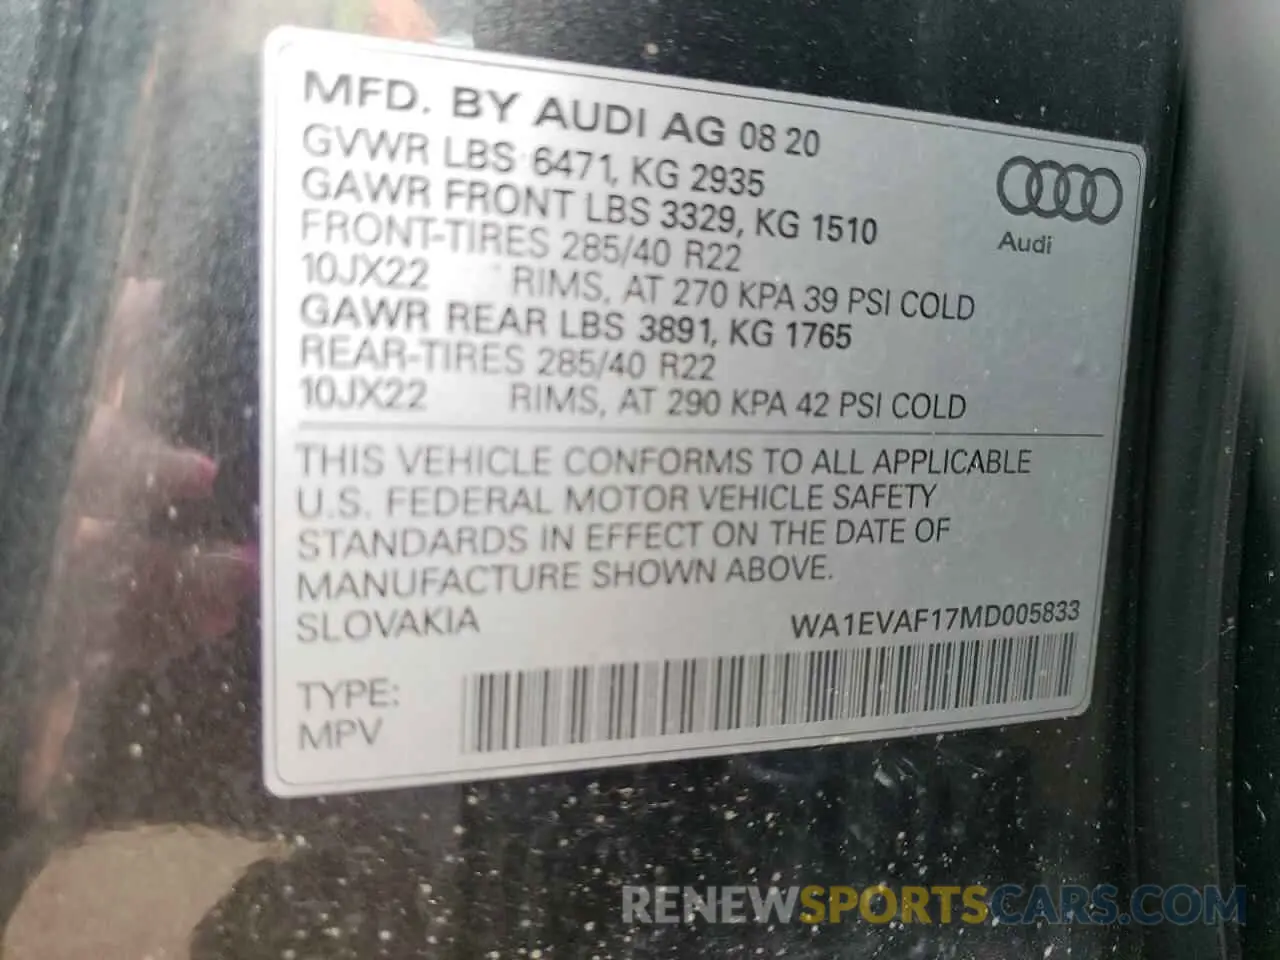 MFD. BY AUDI AG 08 20
GVWR LBS 6471, KG 2935
GAWR FRONT LBS 3329, KG 1510
FRONT-TIRES 285/40 R22
10JX22 RIMS, AT 270 KPA 39 PSI COLD
GAWR REAR LBS 3891, KG 1765
REAR-TIRES 285/40 R22
10JX22 RIMS, AT 290 KPA 42 PSI COLD
Audi
THIS VEHICLE CONFORMS TO ALL APPLICABLE
U.S. FEDERAL MOTOR VEHICLE SAFETY
STANDARDS IN EFFECT ON THE DATE OF
MANUFACTURE SHOWN ABOVE.
SLOVAKIA WA1EVAF17MD005833
TYPE:
MPV
RENEWSPORTSCARS.COM